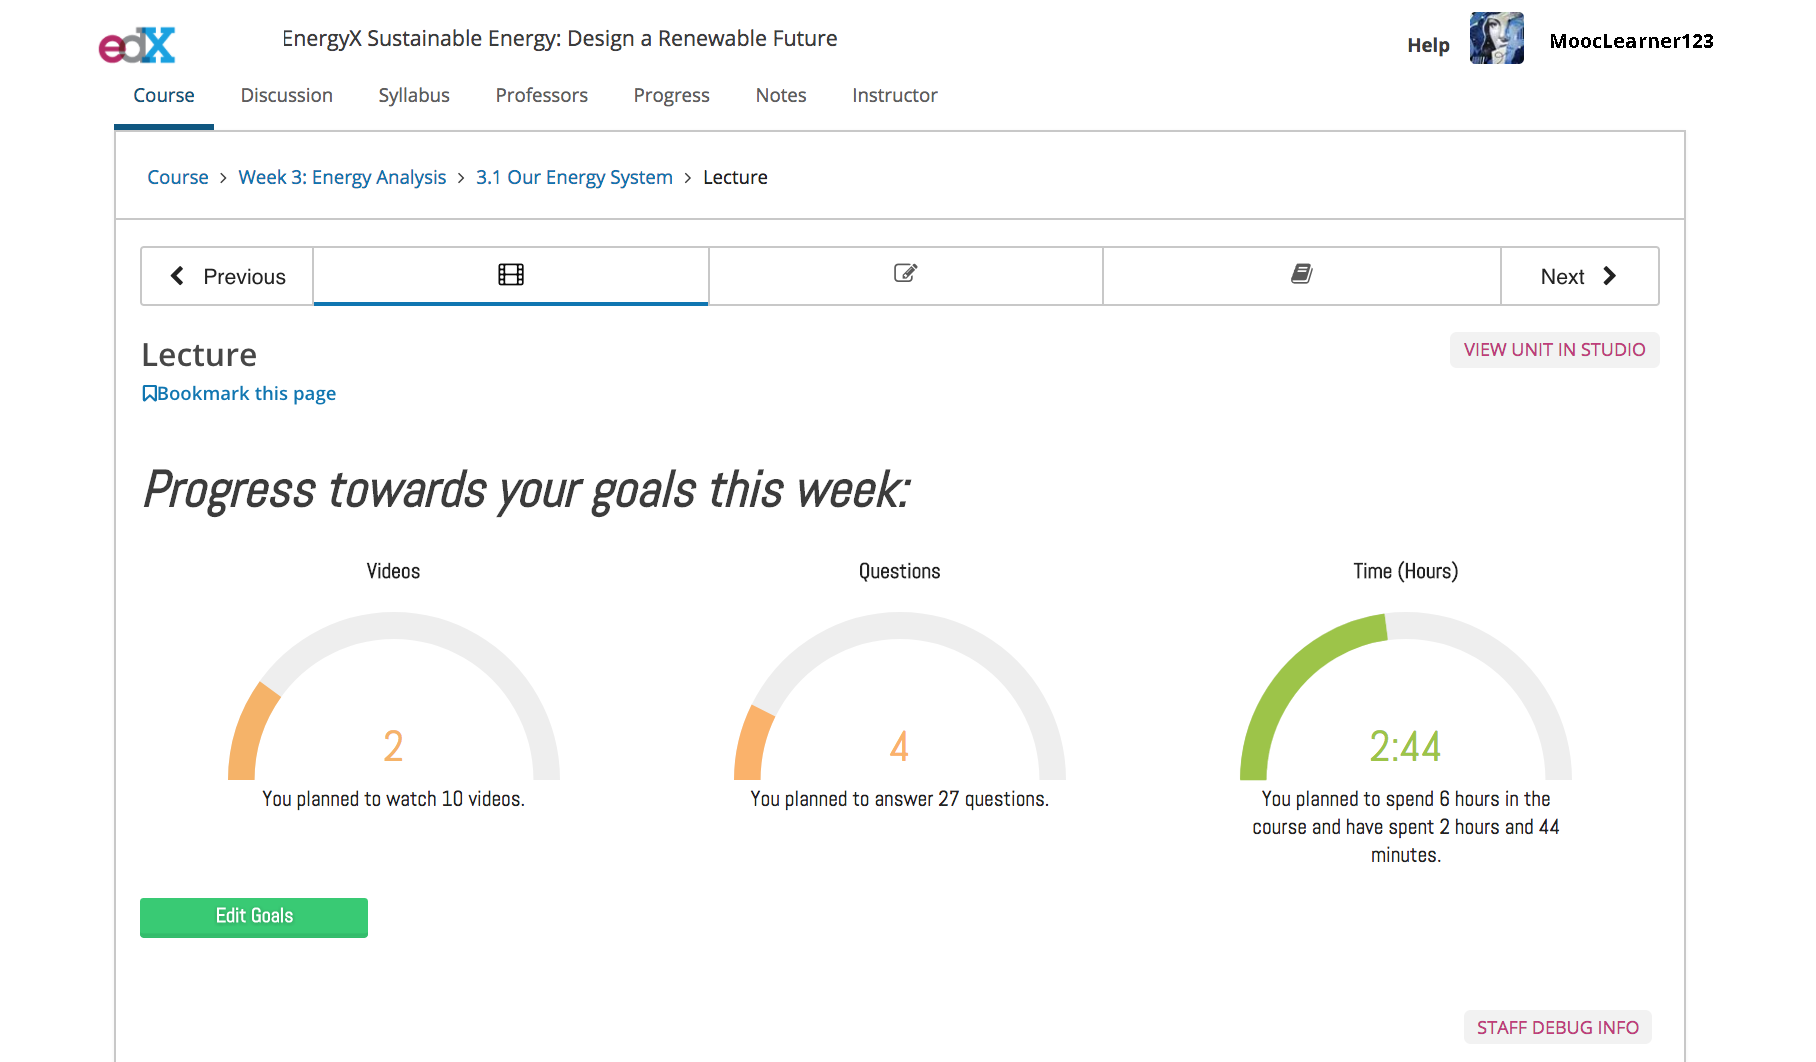 edX
EnergyX Sustainable Energy: Design a Renewable Future
Help
MoocLearner123
Course
Discussion
Syllabus
Professors
Progress
Notes
Instructor
Course > Week 3: Energy Analysis > 3.1 Our Energy System > Lecture
Previous
Next
Lecture
VIEW UNIT IN STUDIO
Bookmark this page
Progress towards your goals this week:
Videos
2
You planned to watch 10 videos.
Questions
4
You planned to answer 27 questions.
Time (Hours)
2:44
You planned to spend 6 hours in the
course and have spent 2 hours and 44
minutes.
Edit Goals
STAFF DEBUG INFO